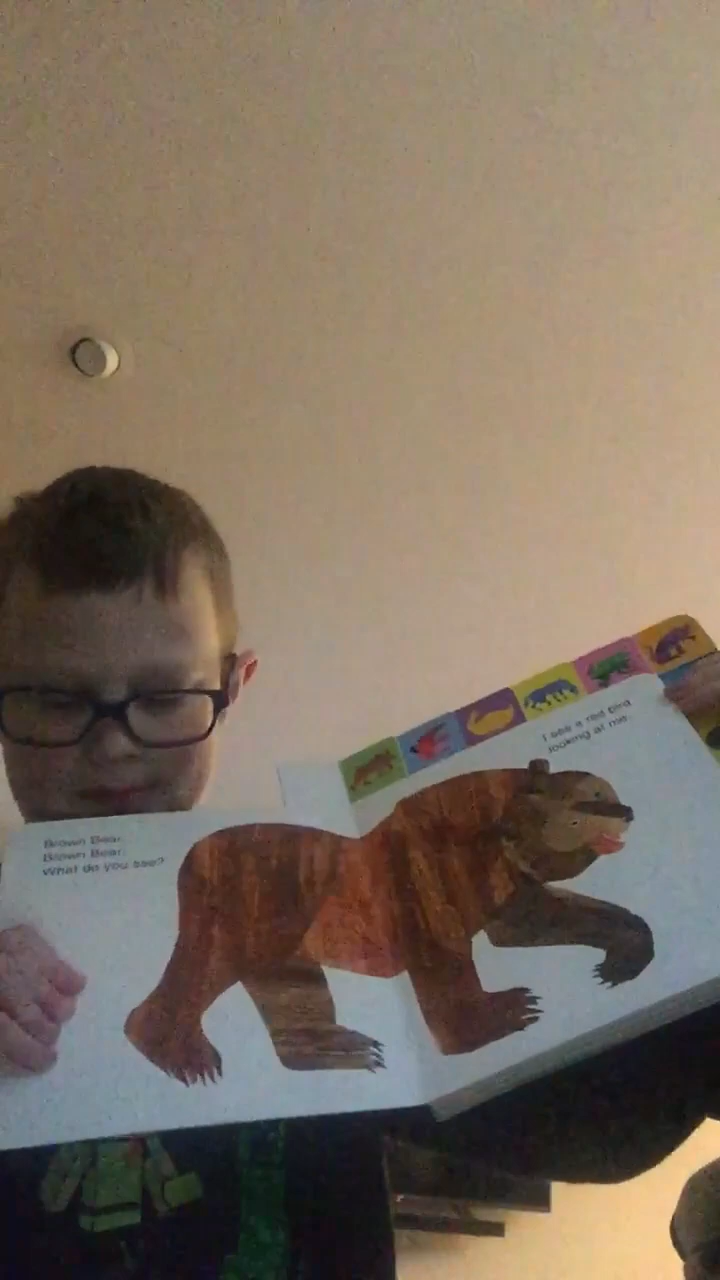 Brown Bear,
Brown Bear,
What do you see?
I see a red bird
looking at me.